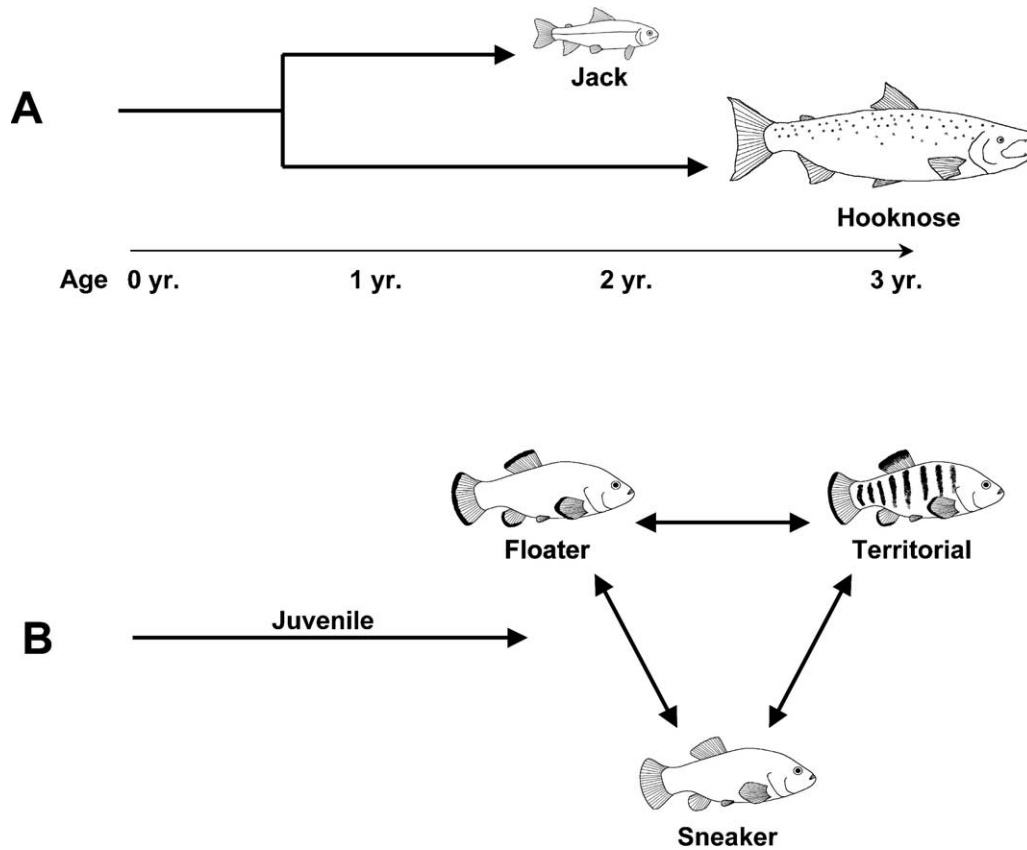 A
Jack
Hooknose
Age 0 yr. 1 yr. 2 yr. 3 yr.
Floater
Territorial
Juvenile
B
Sneaker